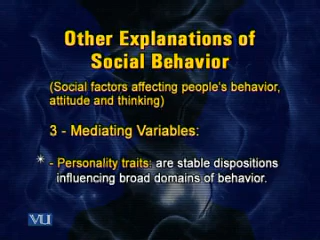 Other Explanations of
Social Behavior
(Social factors affecting people's behavior,
attitude and thinking)
3 - Mediating Variables:
* - Personality traits: are stable dispositions
influencing broad domains of behavior.
VU